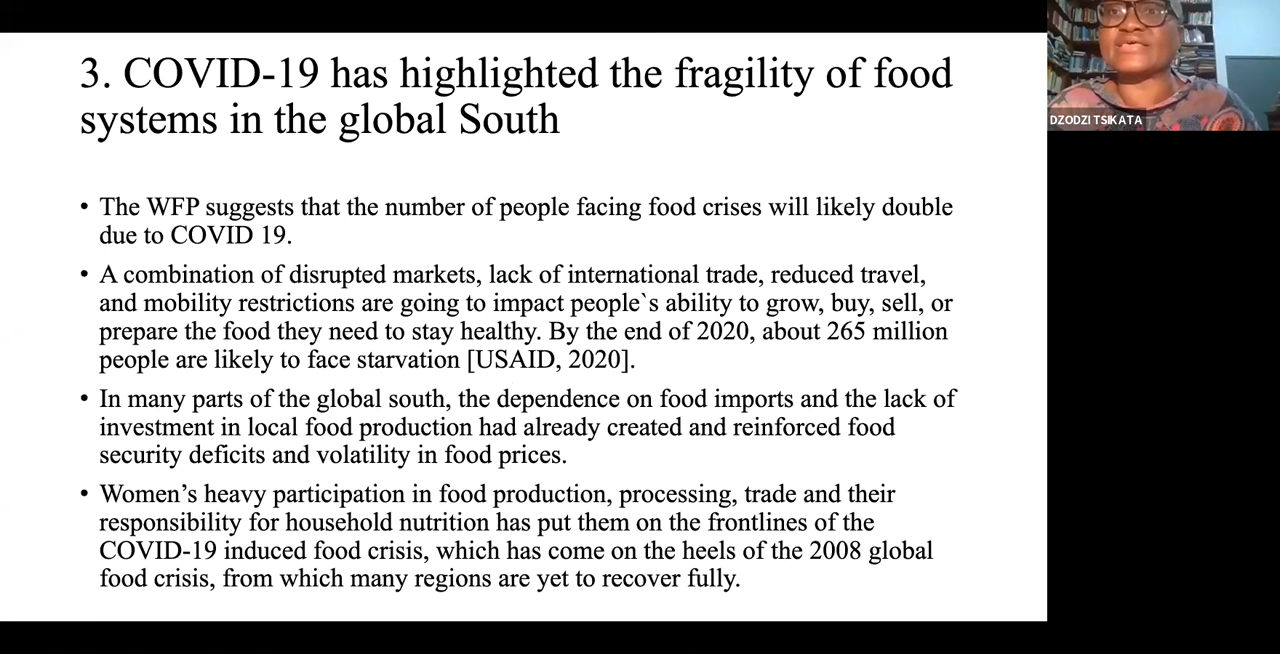 3. COVID-19 has highlighted the fragility of food
systems in the global South
• The WFP suggests that the number of people facing food crises will likely double
due to COVID 19.
• A combination of disrupted markets, lack of international trade, reduced travel,
and mobility restrictions are going to impact people`s ability to grow, buy, sell, or
prepare the food they need to stay healthy. By the end of 2020, about 265 million
people are likely to face starvation [USAID, 2020].
• In many parts of the global south, the dependence on food imports and the lack of
investment in local food production had already created and reinforced food
security deficits and volatility in food prices.
• Women’s heavy participation in food production, processing, trade and their
responsibility for household nutrition has put them on the frontlines of the
COVID-19 induced food crisis, which has come on the heels of the 2008 global
food crisis, from which many regions are yet to recover fully.
DZODZI TSIKATA